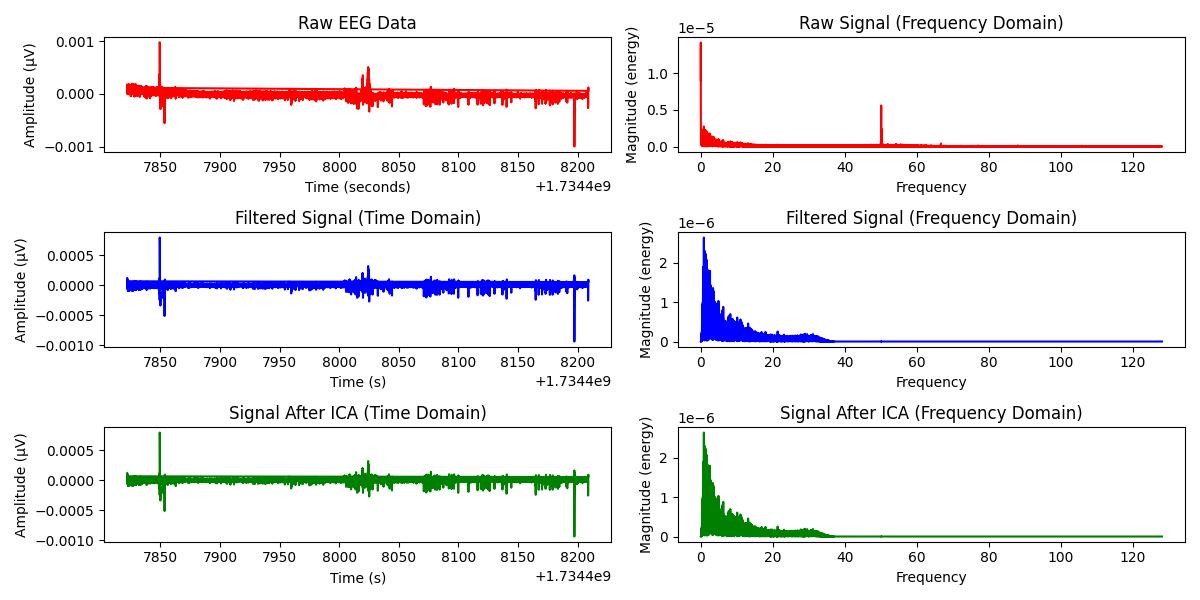 Raw EEG Data
Amplitude (µV)
0.001
0.000
−0.001
7850 7900 7950 8000 8050 8100 8150 8200
Time (seconds)
+1.7344e9
Raw Signal (Frequency Domain)
1e−5
Magnitude (energy)
1.0
0.5
0.0
0 20 40 60 80 100 120
Frequency
Filtered Signal (Time Domain)
Amplitude (µV)
0.0005
0.0000
−0.0005
−0.0010
7850 7900 7950 8000 8050 8100 8150 8200
Time (s)
+1.7344e9
Filtered Signal (Frequency Domain)
1e−6
Magnitude (energy)
2
1
0
0 20 40 60 80 100 120
Frequency
Signal After ICA (Time Domain)
Amplitude (µV)
0.0005
0.0000
−0.0005
−0.0010
7850 7900 7950 8000 8050 8100 8150 8200
Time (s)
+1.7344e9
Signal After ICA (Frequency Domain)
1e−6
Magnitude (energy)
2
1
0
0 20 40 60 80 100 120
Frequency